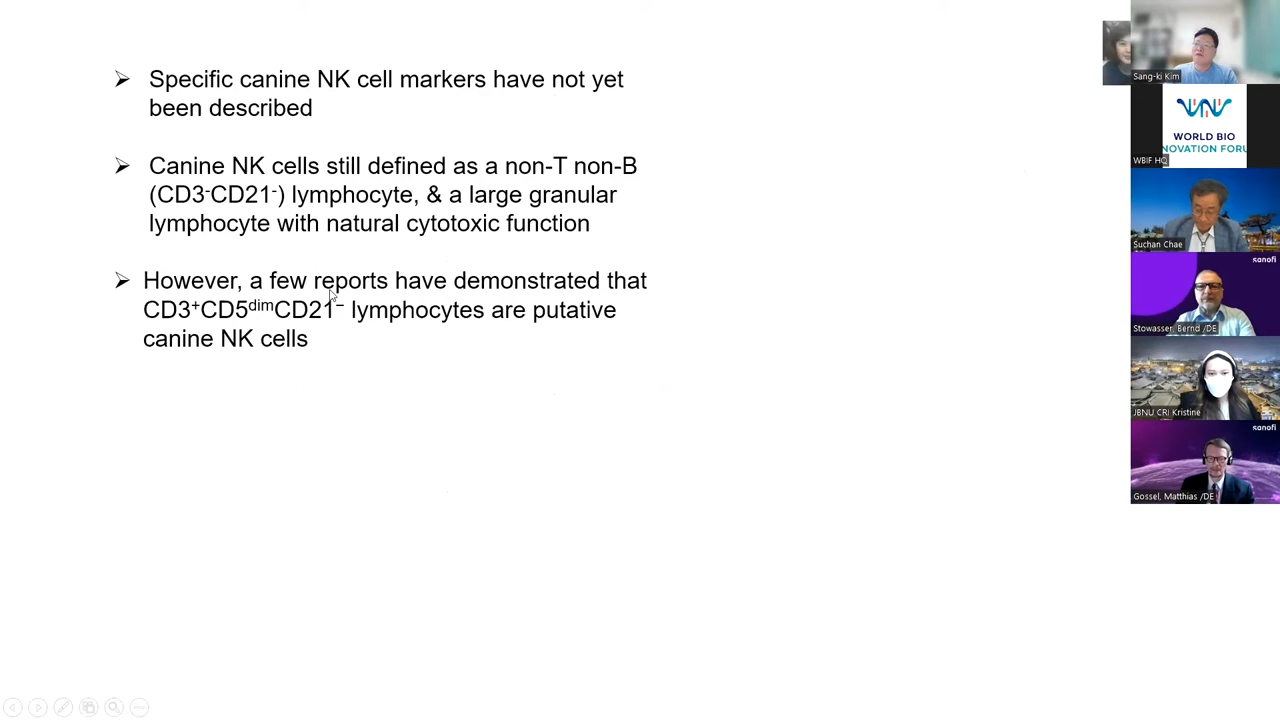 ➢ Specific canine NK cell markers have not yet
been described
➢ Canine NK cells still defined as a non-T non-B
(CD3⁻CD21⁻) lymphocyte, & a large granular
lymphocyte with natural cytotoxic function
➢ However, a few reports have demonstrated that
CD3⁺CD5ᵈⁱᵐCD21⁻ lymphocytes are putative
canine NK cells
Sang-ki Kim
WORLD BIO
NOVATION FORU
WBIF HQ
Suchan Chae
sanofi
Stowasser, Bernd /DE
JBNU CRI Kristine
sanofi
Gossel, Matthias /DE